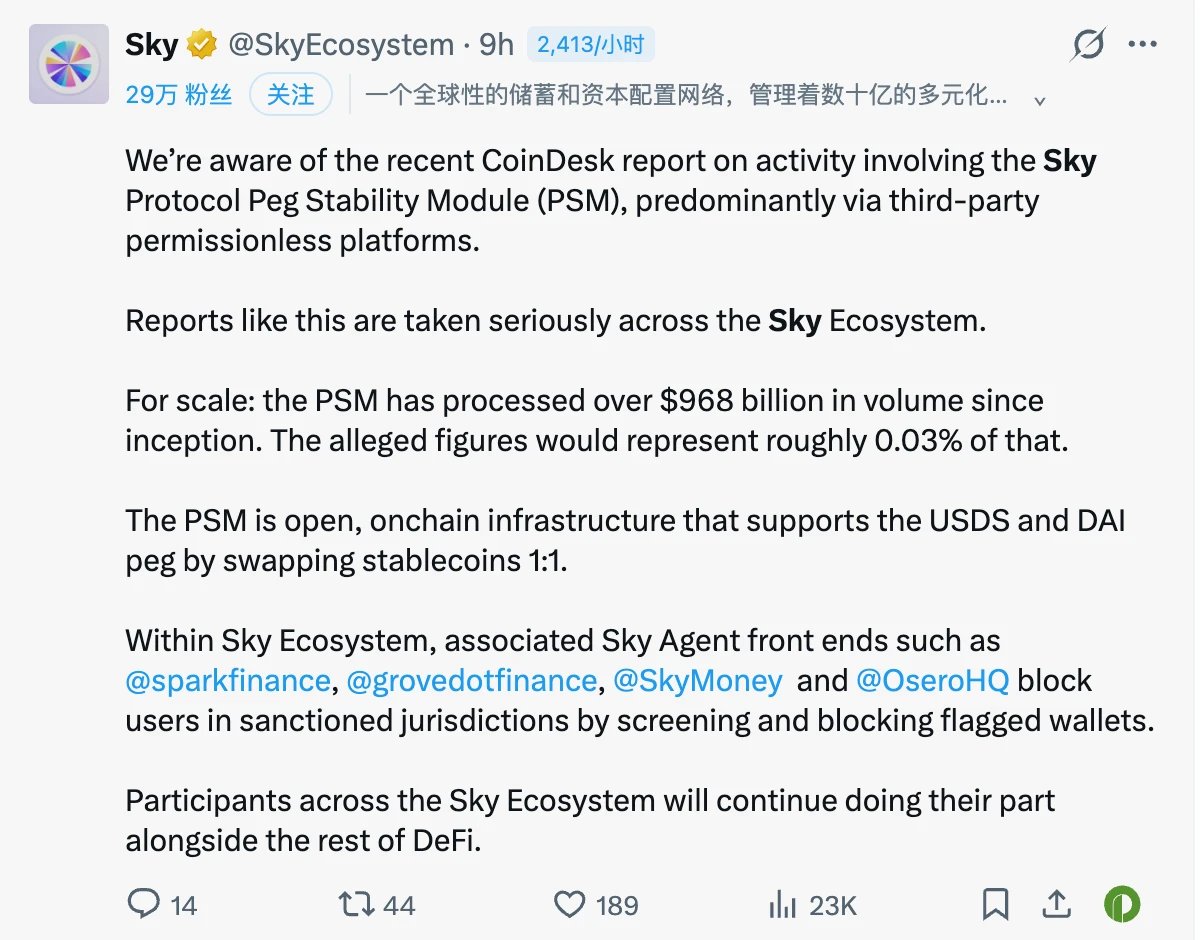 Sky @SkyEcosystem · 9h 2,413/小时
29万 粉丝 关注 一个全球性的储蓄和资本配置网络，管理着数十亿的多元化...
We’re aware of the recent CoinDesk report on activity involving the Sky
Protocol Peg Stability Module (PSM), predominantly via third-party
permissionless platforms.
Reports like this are taken seriously across the Sky Ecosystem.
For scale: the PSM has processed over $968 billion in volume since
inception. The alleged figures would represent roughly 0.03% of that.
The PSM is open, onchain infrastructure that supports the USDS and DAI
peg by swapping stablecoins 1:1.
Within Sky Ecosystem, associated Sky Agent front ends such as
@sparkfinance, @grovedotfinance, @SkyMoney and @OseroHQ block
users in sanctioned jurisdictions by screening and blocking flagged wallets.
Participants across the Sky Ecosystem will continue doing their part
alongside the rest of DeFi.
14 44 189 23K